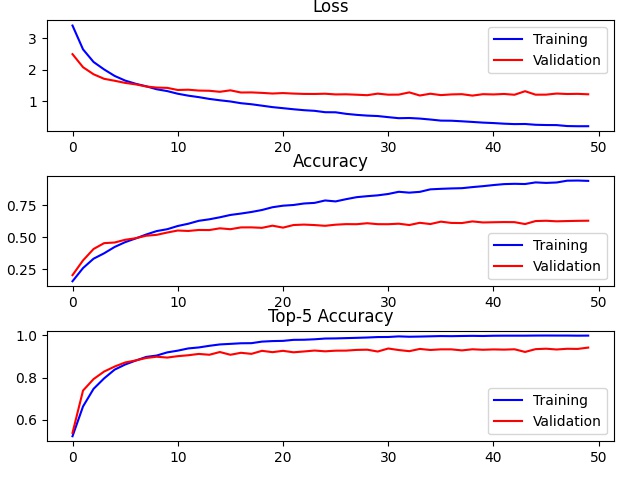 Loss
3
2
1
Training
Validation
0 10 20 30 40 50
Accuracy
0.75
0.50
0.25
Training
Validation
0 10 20 30 40 50
Top-5 Accuracy
1.0
0.8
0.6
Training
Validation
0 10 20 30 40 50